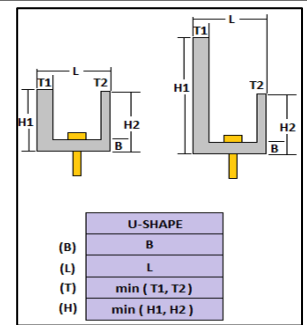 L
T1
T2
H1
H2
B
L
T1
T2
H1
H2
B
U-SHAPE
(B) B
(L) L
(T) min ( T1, T2 )
(H) min ( H1, H2 )